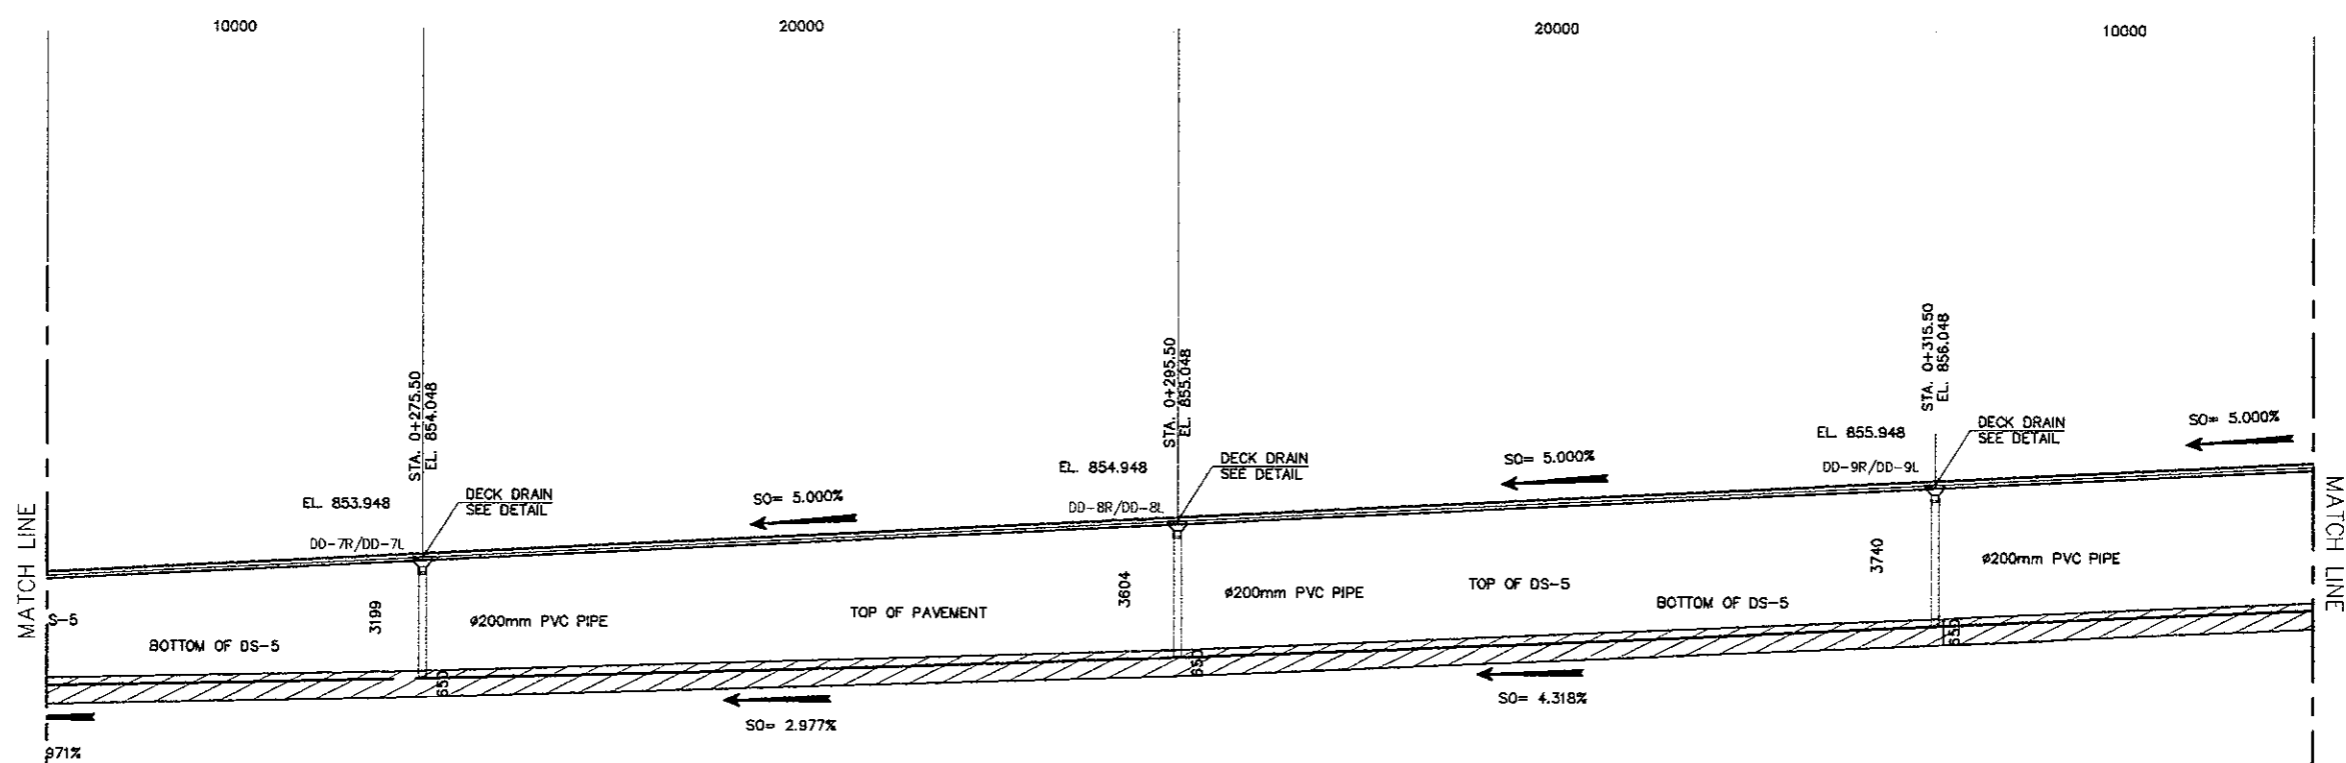 10000
20000
20000
10000
STA. 0+275.50
EL. 854.048
STA. 0+295.50
EL. 855.048
STA. 0+315.50
EL. 856.048
EL. 853.948
DECK DRAIN
SEE DETAIL
DD-7R/DD-7L
SO= 5.000%
EL. 854.948
DECK DRAIN
SEE DETAIL
DD-8R/DD-8L
SO= 5.000%
EL. 855.948
DECK DRAIN
SEE DETAIL
DD-9R/DD-9L
SO= 5.000%
MATCH LINE
MATCH LINE
S-5
BOTTOM OF DS-5
3199
ø200mm PVC PIPE
TOP OF PAVEMENT
3604
ø200mm PVC PIPE
TOP OF DS-5
BOTTOM OF DS-5
3740
ø200mm PVC PIPE
650
650
650
971%
SO= 2.977%
SO= 4.318%